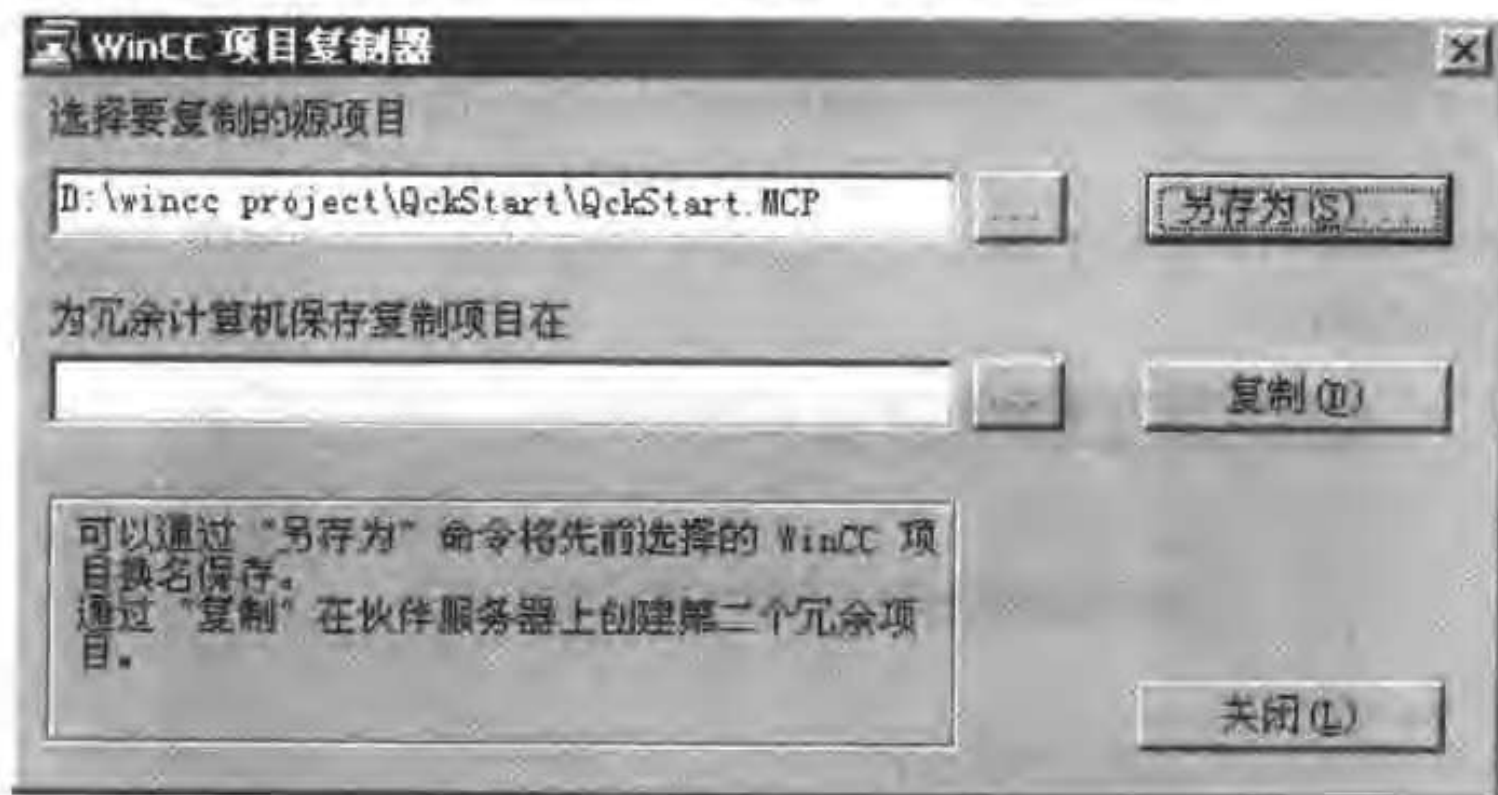 WinCC 项目复制器
选择要复制的源项目
D:\wincc project\QckStart\QckStart.MCP
...
另存为(S)...
为冗余计算机保存复制项目在
...
复制(D)
可以通过“另存为”命令将先前选择的 WinCC 项
目换名保存。
通过“复制”在伙伴服务器上创建第二个冗余项
目。
关闭(L)